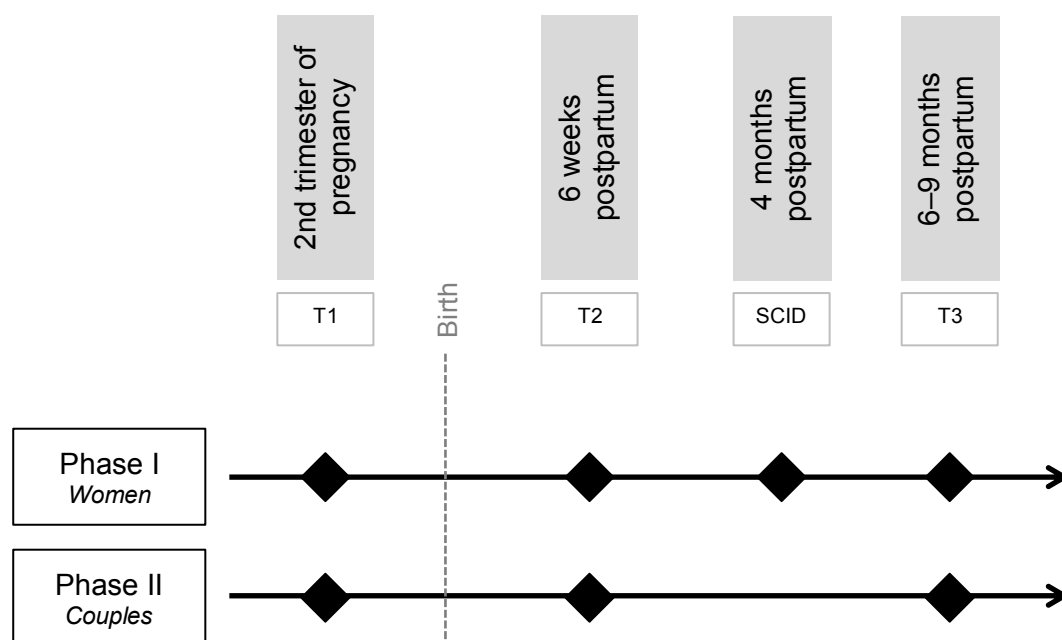 2nd trimester of
pregnancy
6 weeks
postpartum
4 months
postpartum
6–9 months
postpartum
T1
Birth
T2
SCID
T3
Phase I
Women
Phase II
Couples